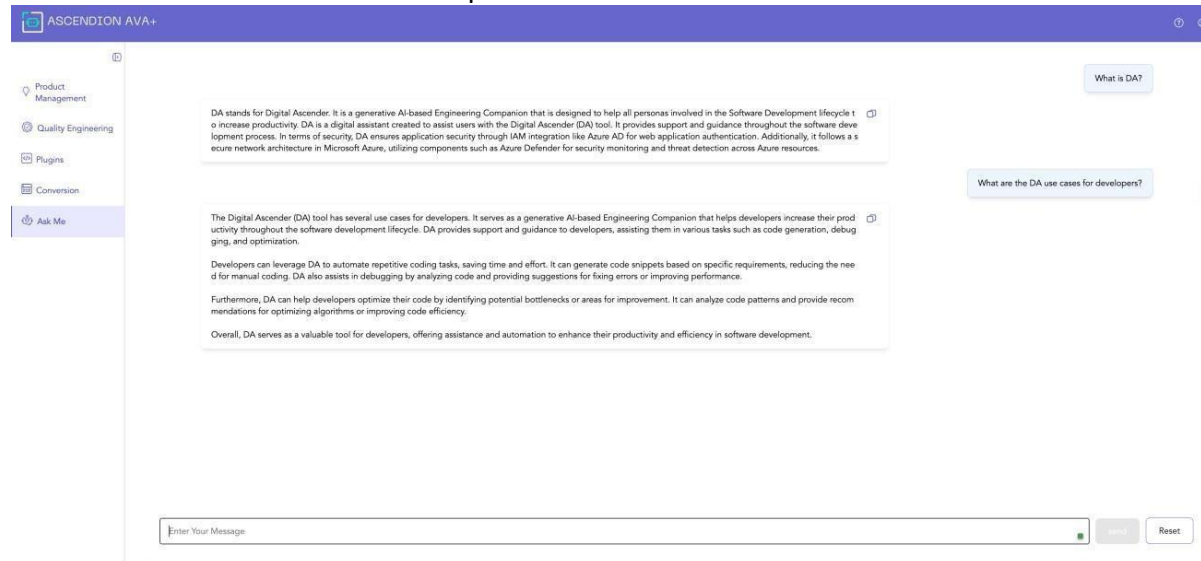 ASCENDION AVA+
Product
Management
Quality Engineering
Plugins
Conversion
Ask Me
What is DA?
DA stands for Digital Ascender. It is a generative AI-based Engineering Companion that is designed to help all personas involved in the Software Development lifecycle t
o increase productivity. DA is a digital assistant created to assist users with the Digital Ascender (DA) tool. It provides support and guidance throughout the software deve
lopment process. In terms of security, DA ensures application security through IAM integration like Azure AD for web application authentication. Additionally, it follows a s
ecure network architecture in Microsoft Azure, utilizing components such as Azure Defender for security monitoring and threat detection across Azure resources.
What are the DA use cases for developers?
The Digital Ascender (DA) tool has several use cases for developers. It serves as a generative AI-based Engineering Companion that helps developers increase their prod
uctivity throughout the software development lifecycle. DA provides support and guidance to developers, assisting them in various tasks such as code generation, debug
ging, and optimization.
Developers can leverage DA to automate repetitive coding tasks, saving time and effort. It can generate code snippets based on specific requirements, reducing the nee
d for manual coding. DA also assists in debugging by analyzing code and providing suggestions for fixing errors or improving performance.
Furthermore, DA can help developers optimize their code by identifying potential bottlenecks or areas for improvement. It can analyze code patterns and provide recom
mendations for optimizing algorithms or improving code efficiency.
Overall, DA serves as a valuable tool for developers, offering assistance and automation to enhance their productivity and efficiency in software development.
Enter Your Message
send
Reset